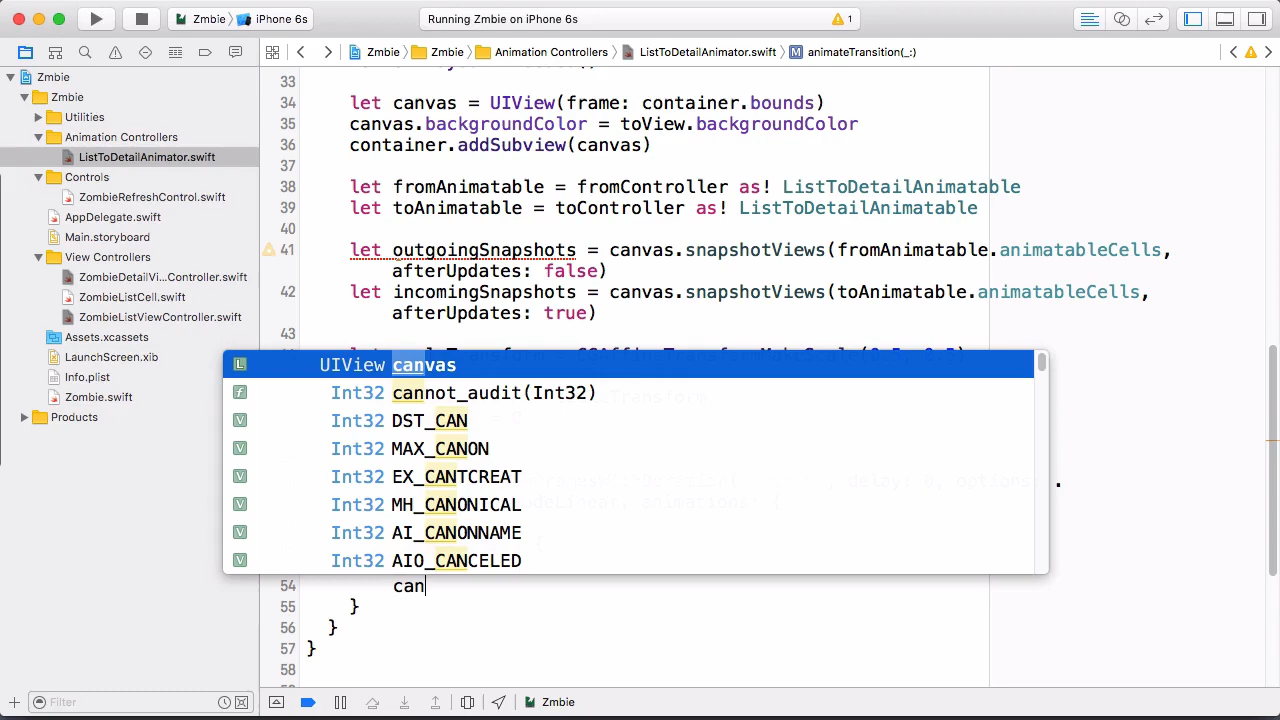 Zmbie iPhone 6s
Running Zmbie on iPhone 6s
1
Zmbie Zmbie Animation Controllers ListToDetailAnimator.swift M animateTransition(_:)
Zmbie
Zmbie
Utilities
Animation Controllers
ListToDetailAnimator.swift
Controls
ZombieRefreshControl.swift
AppDelegate.swift
Main.storyboard
View Controllers
ZombieDetailVi...Controller.swift
ZombieListCell.swift
ZombieListViewController.swift
Assets.xcassets
LaunchScreen.xib
Info.plist
Zombie.swift
Products
Filter
33
34 let canvas = UIView(frame: container.bounds)
35 canvas.backgroundColor = toView.backgroundColor
36 container.addSubview(canvas)
37
38 let fromAnimatable = fromController as! ListToDetailAnimatable
39 let toAnimatable = toController as! ListToDetailAnimatable
40
41 let outgoingSnapshots = canvas.snapshotViews(fromAnimatable.animatableCells,
afterUpdates: false)
42 let incomingSnapshots = canvas.snapshotViews(toAnimatable.animatableCells,
afterUpdates: true)
43
L UIView canvas
f Int32 cannot_audit(Int32)
V Int32 DST_CAN
V Int32 MAX_CANON
V Int32 EX_CANTCREAT
V Int32 MH_CANONICAL
V Int32 AI_CANONNAME
V Int32 AIO_CANCELED
54 can
55 }
56 }
57 }
58
Zmbie